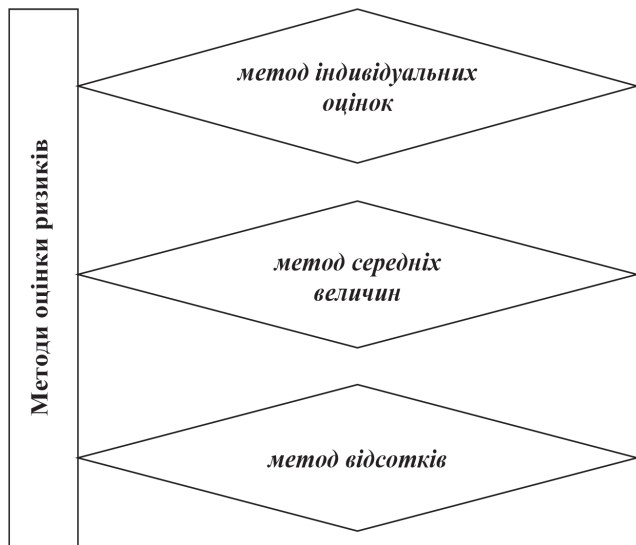 Методи оцінки ризиків
метод індивідуальних
оцінок
метод середніх
величин
метод відсотків